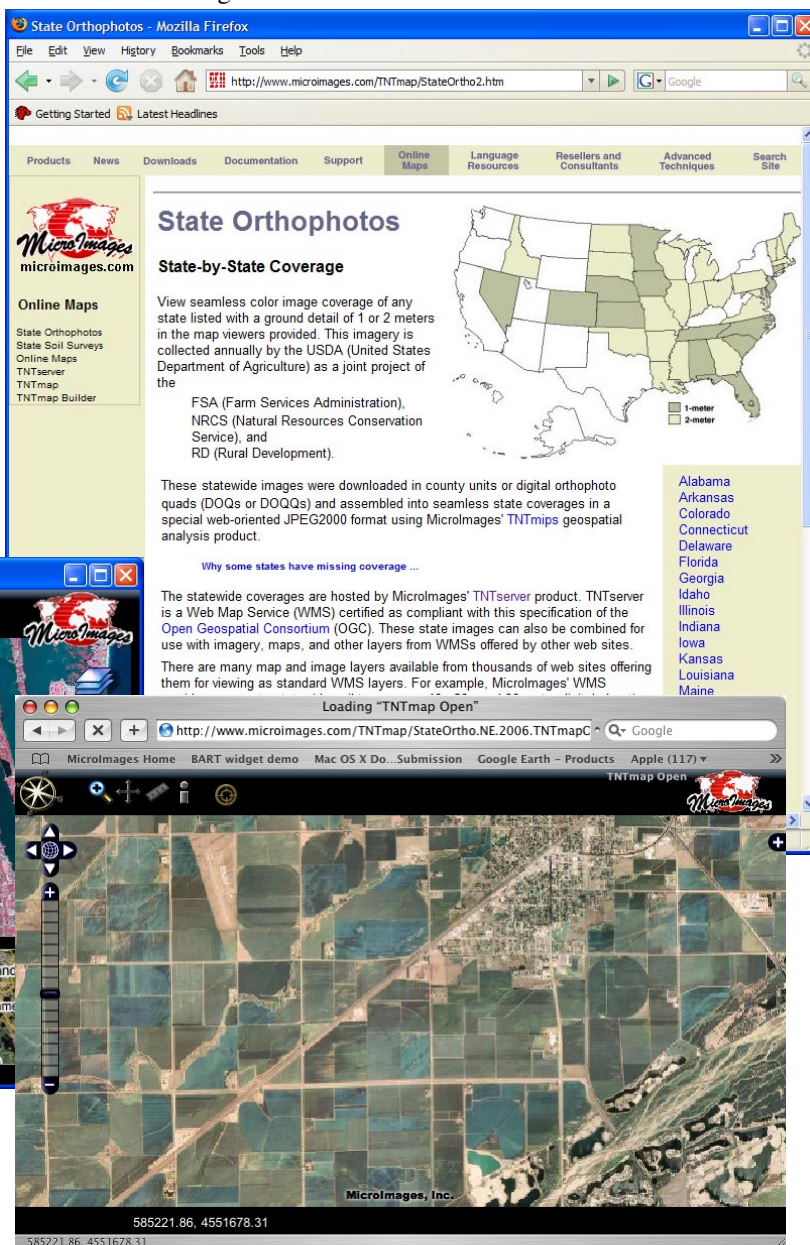 State Orthophotos - Mozilla Firefox
File Edit View History Bookmarks Tools Help
http://www.microimages.com/TNTmap/StateOrtho2.htm
Google
Getting Started Latest Headlines
Products News Downloads Documentation Support Online Maps Language Resources Resellers and Consultants Advanced Techniques Search Site
MicroImages
microimages.com
Online Maps
State Orthophotos
State Soil Surveys
Online Maps
TNTserver
TNTmap
TNTmap Builder
State Orthophotos
State-by-State Coverage
View seamless color image coverage of any
state listed with a ground detail of 1 or 2 meters
in the map viewers provided. This imagery is
collected annually by the USDA (United States
Department of Agriculture) as a joint project of
the
FSA (Farm Services Administration),
NRCS (Natural Resources Conservation
Service), and
RD (Rural Development).
1-meter
2-meter
These statewide images were downloaded in county units or digital orthophoto
quads (DOQs or DOQQs) and assembled into seamless state coverages in a
special web-oriented JPEG2000 format using MicroImages' TNTmips geospatial
analysis product.
Why some states have missing coverage ...
The statewide coverages are hosted by MicroImages' TNTserver product. TNTserver
is a Web Map Service (WMS) certified as compliant with this specification of the
Open Geospatial Consortium (OGC). These state images can also be combined for
use with imagery, maps, and other layers from WMSs offered by other web sites.
There are many map and image layers available from thousands of web sites offering
them for viewing as standard WMS layers. For example, MicroImages' WMS
Alabama
Arkansas
Colorado
Connecticut
Delaware
Florida
Georgia
Idaho
Illinois
Indiana
Iowa
Kansas
Louisiana
Maine
MicroImages
Loading "TNTmap Open"
http://www.microimages.com/TNTmap/StateOrtho.NE.2006.TNTmapO
Google
MicroImages Home BART widget demo Mac OS X Do...Submission Google Earth - Products Apple (117)
TNTmap Open
MicroImages
MicroImages, Inc.
585221.86, 4551678.31
585221.86, 4551678.31